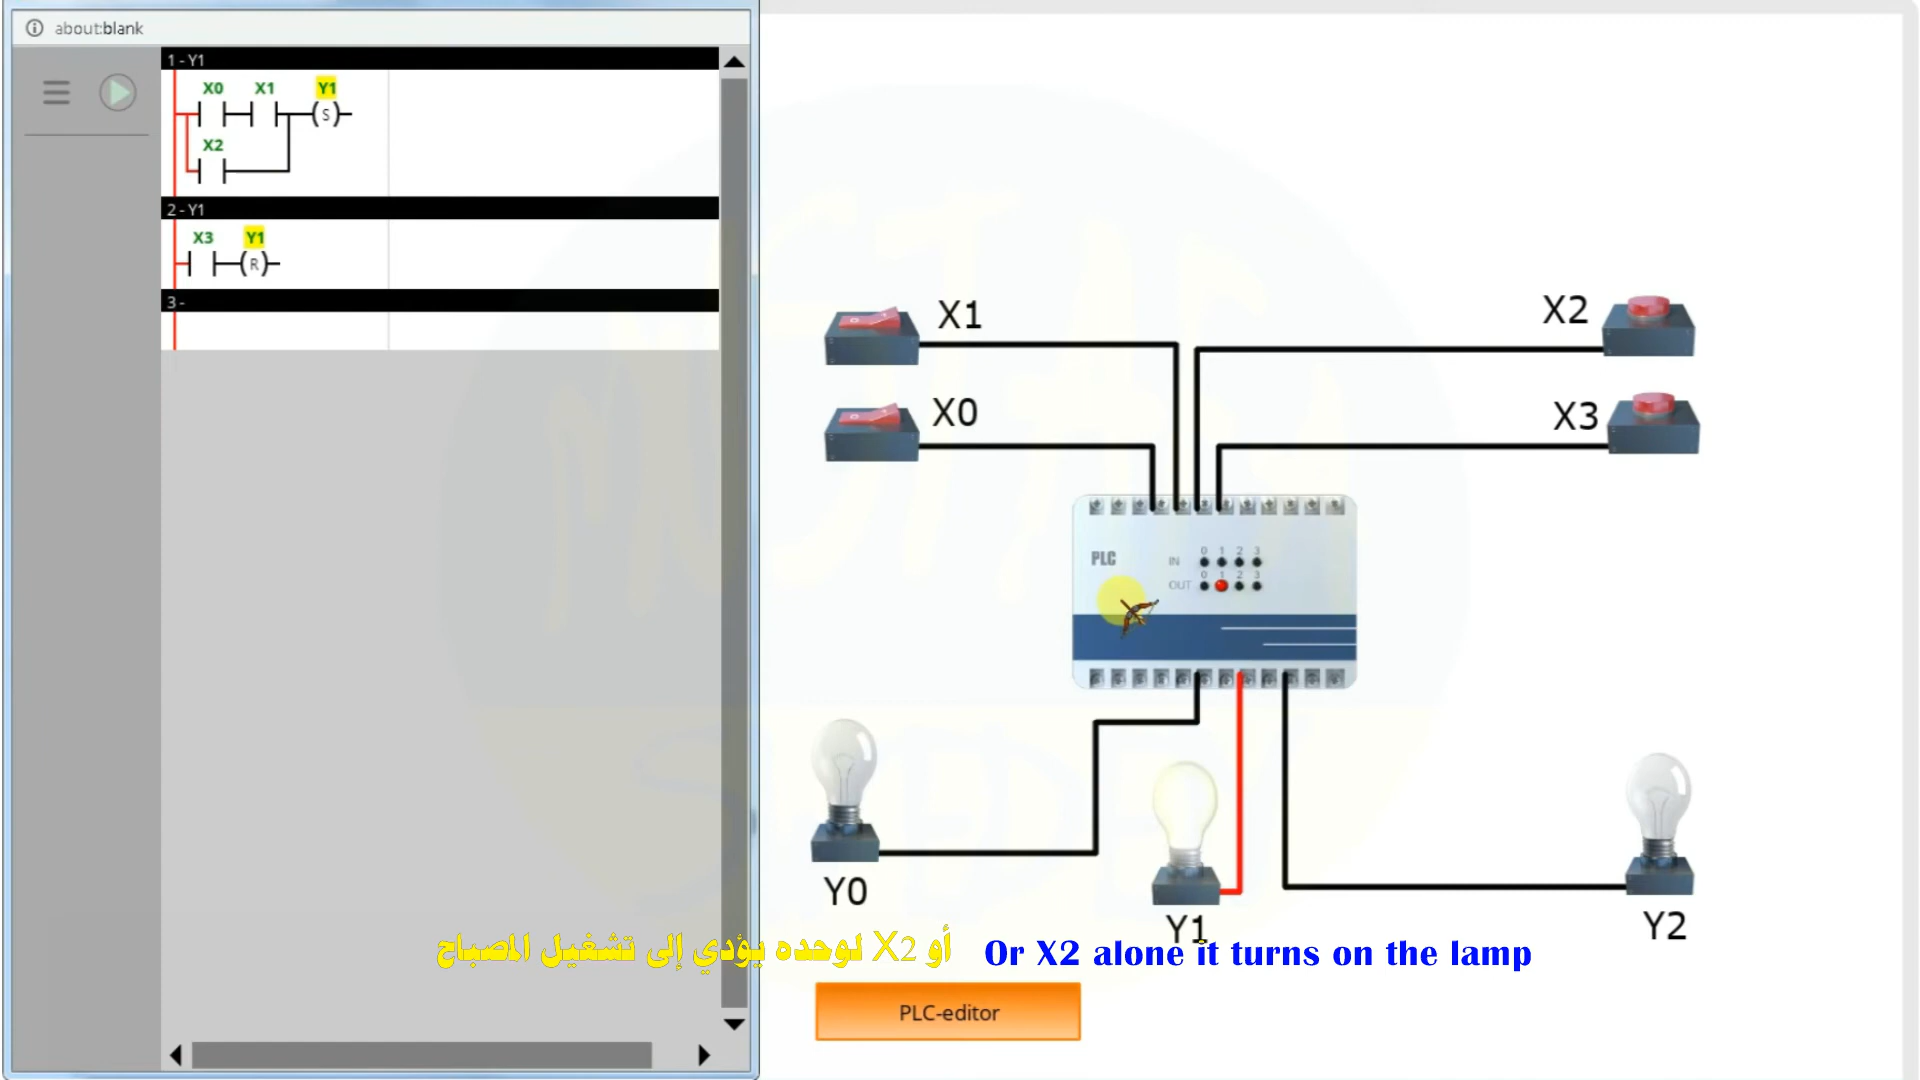 about:blank
1 - Y1
X0 X1 Y1
S
X2
2 - Y1
X3 Y1
R
3 -
X1
X2
X0
X3
PLC
IN 0 1 2 3
OUT 0 1 2 3
Y0
Y1
Y2
أو X2 لوحده يؤدي إلى تشغيل المصباح
Or X2 alone it turns on the lamp
PLC-editor